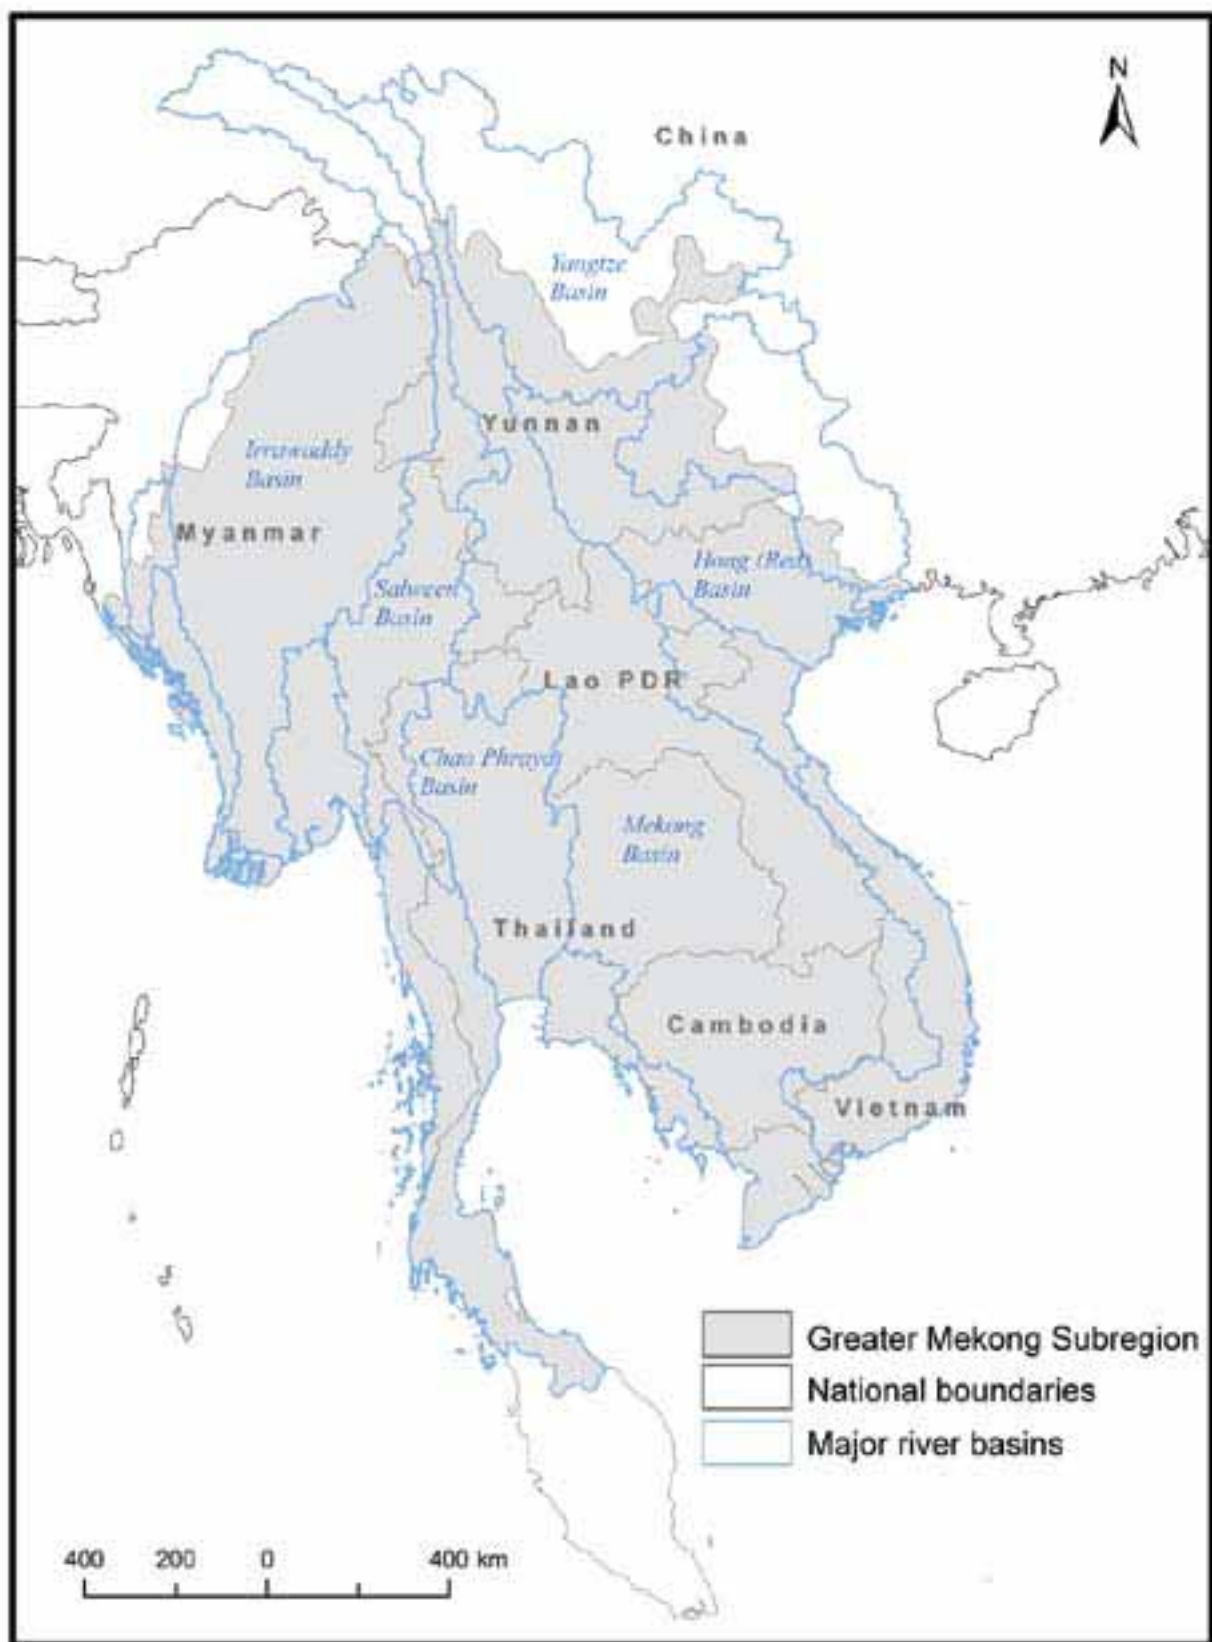 N
China
Yangtze
Basin
Yunnan
Irrawaddy
Basin
Myanmar
Salween
Basin
Hong (Red)
Basin
Lao PDR
Chao Phraya
Basin
Mekong
Basin
Thailand
Cambodia
Vietnam
Greater Mekong Subregion
National boundaries
Major river basins
400 200 0 400 km